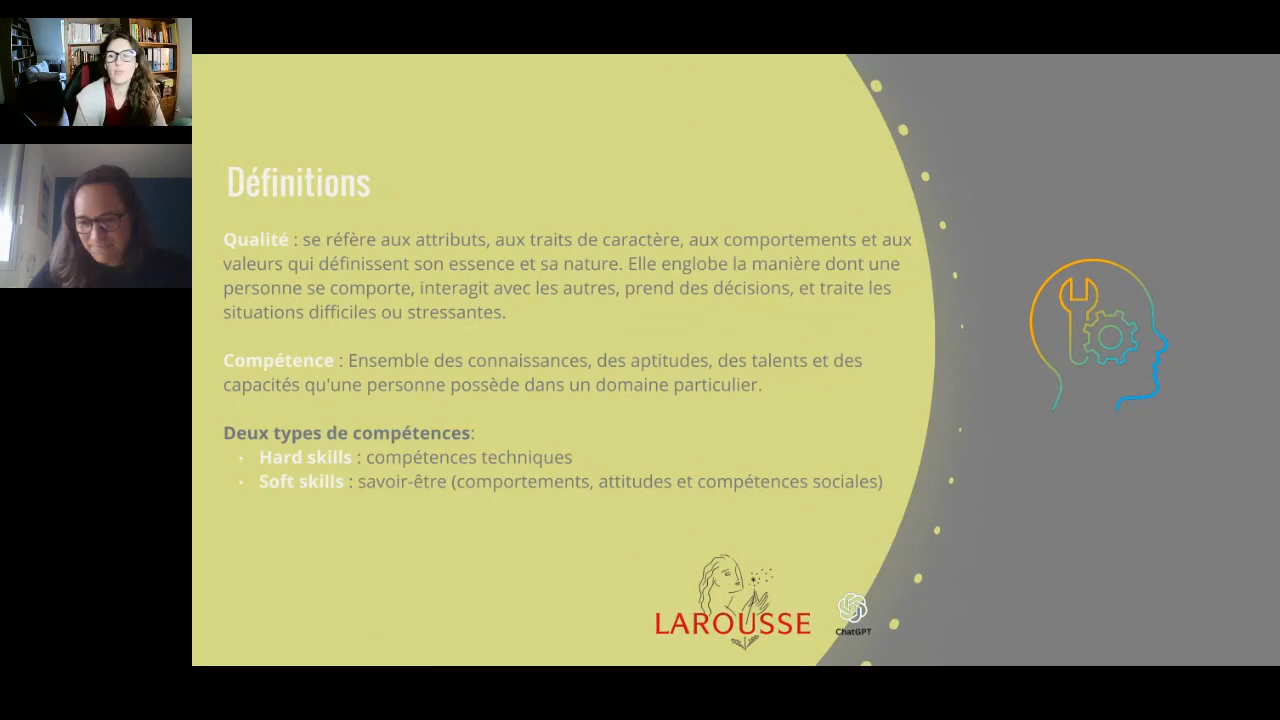 Définitions
Qualité : se réfère aux attributs, aux traits de caractère, aux comportements et aux
valeurs qui définissent son essence et sa nature. Elle englobe la manière dont une
personne se comporte, interagit avec les autres, prend des décisions, et traite les
situations difficiles ou stressantes.
Compétence : Ensemble des connaissances, des aptitudes, des talents et des
capacités qu'une personne possède dans un domaine particulier.
Deux types de compétences:
• Hard skills : compétences techniques
• Soft skills : savoir-être (comportements, attitudes et compétences sociales)
LAROUSSE
ChatGPT